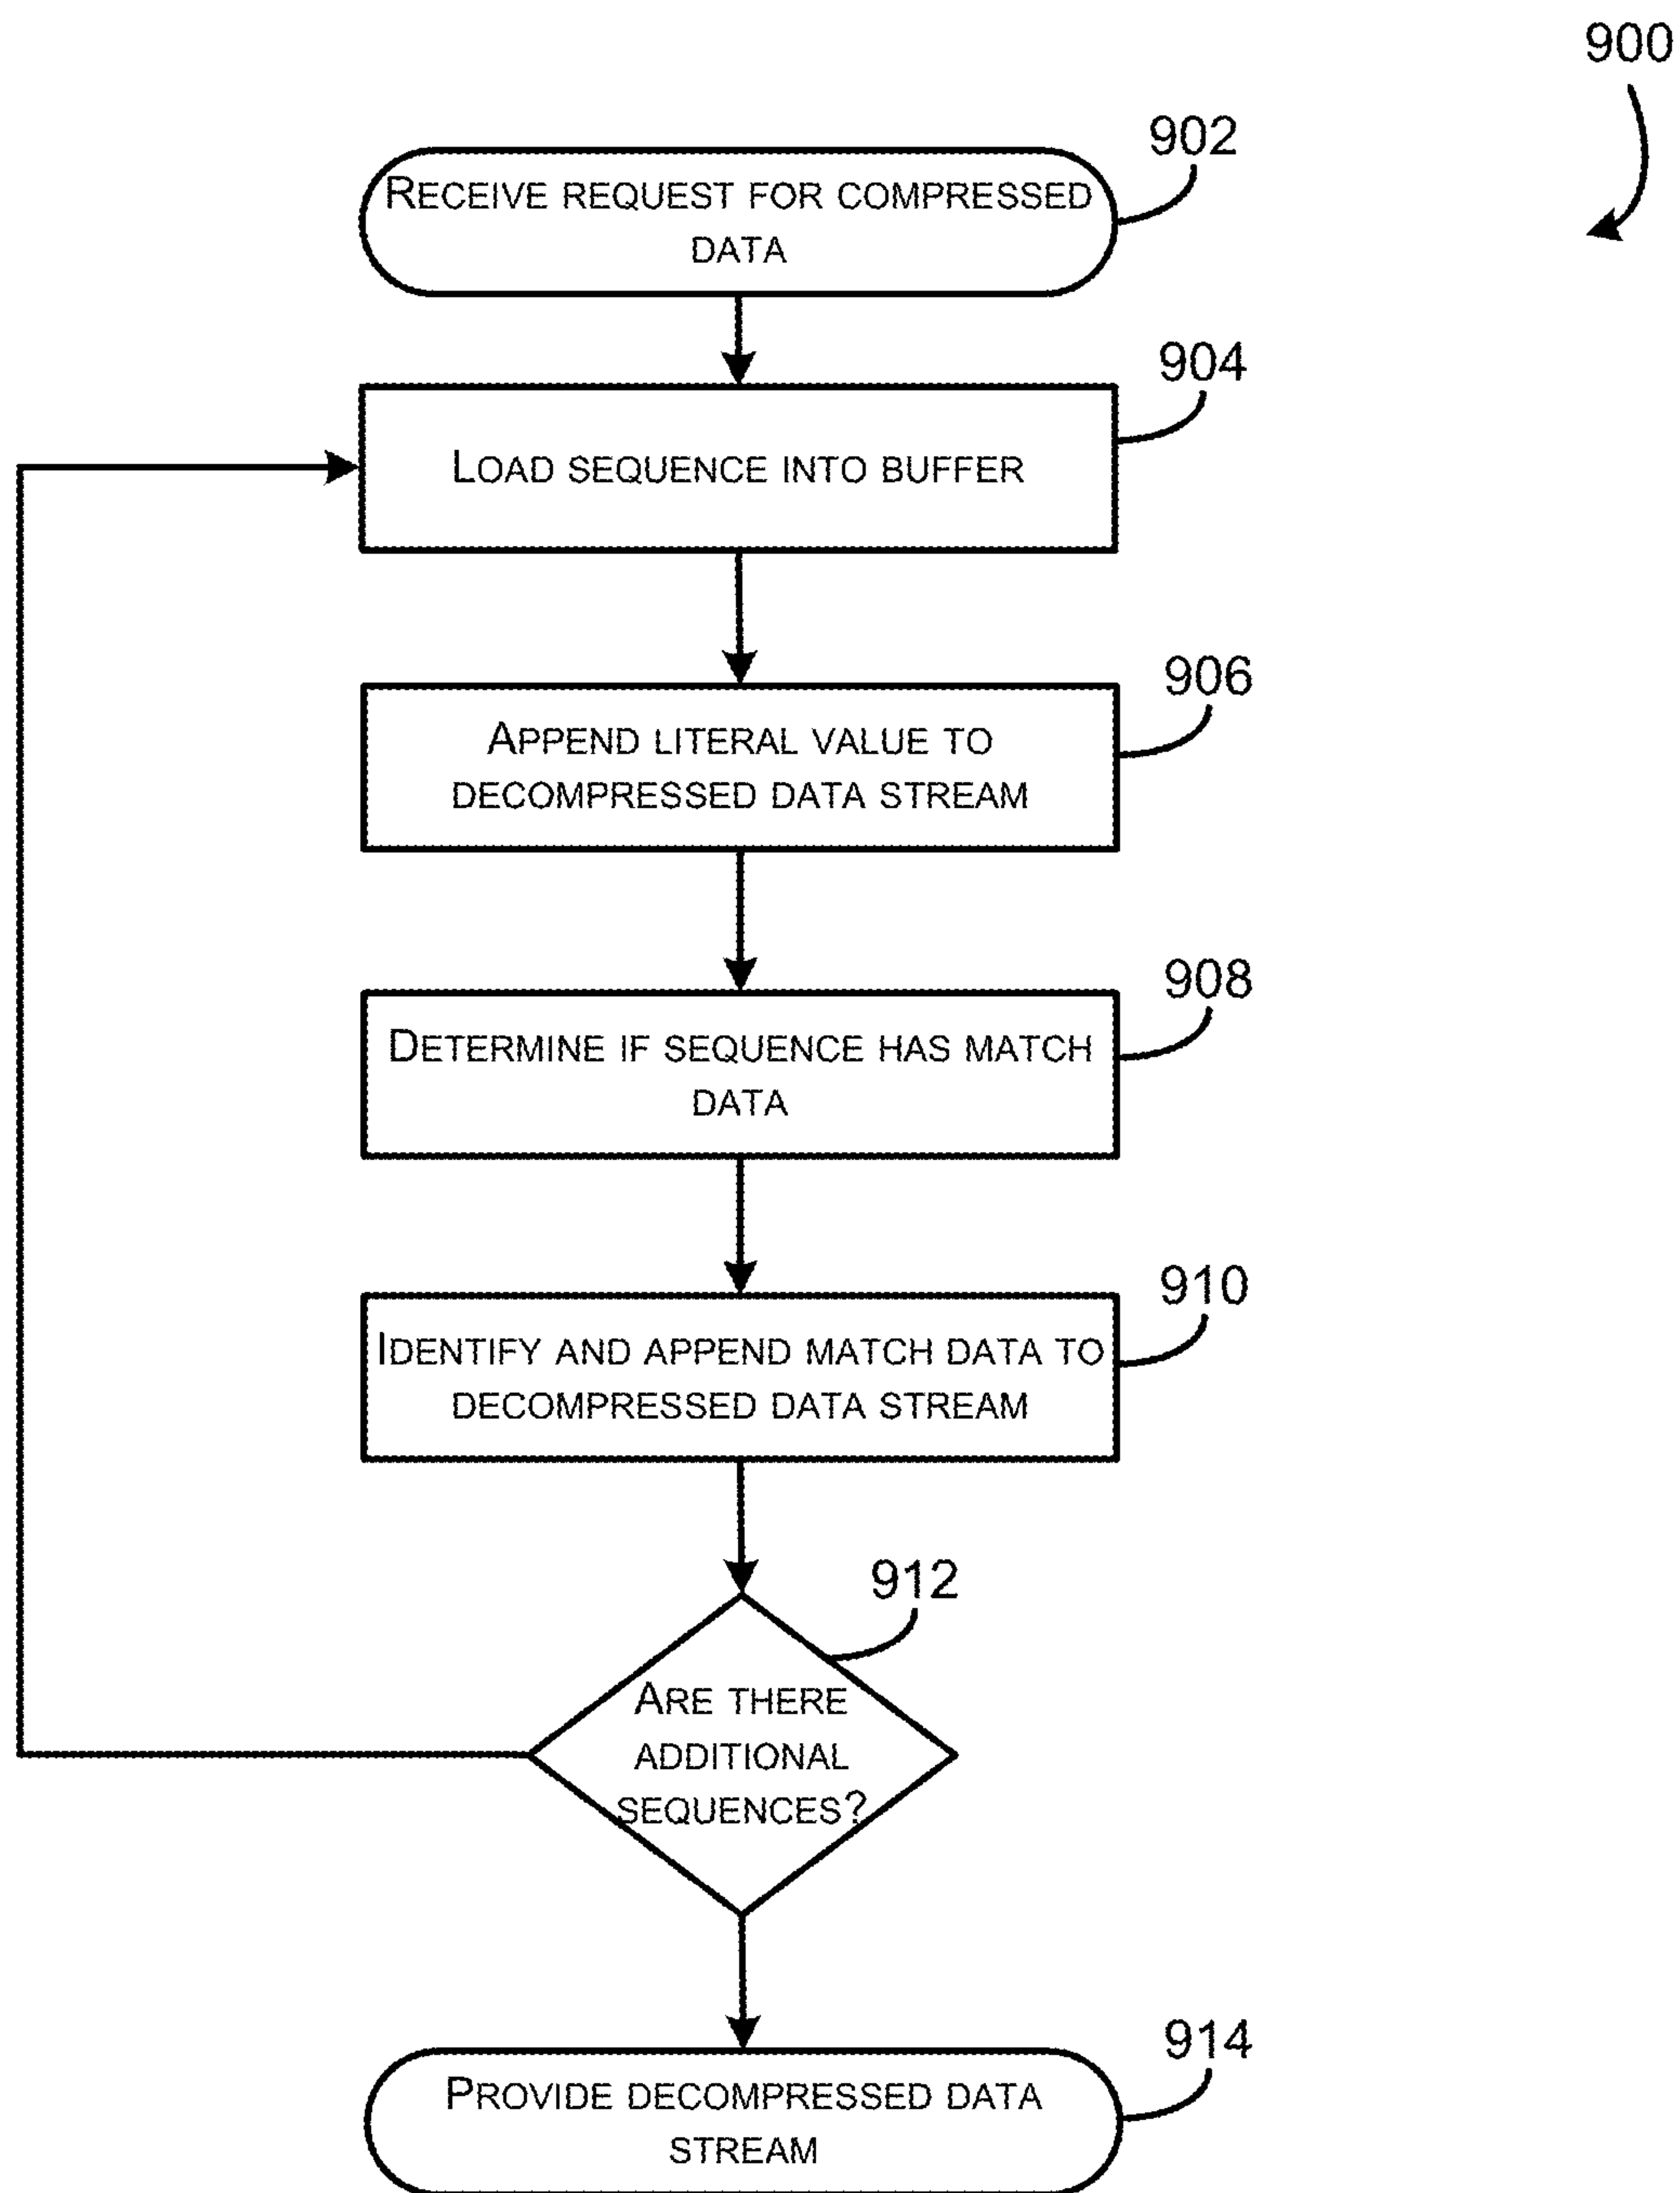 900
902
RECEIVE REQUEST FOR COMPRESSED
DATA
904
LOAD SEQUENCE INTO BUFFER
906
APPEND LITERAL VALUE TO
DECOMPRESSED DATA STREAM
908
DETERMINE IF SEQUENCE HAS MATCH
DATA
910
IDENTIFY AND APPEND MATCH DATA TO
DECOMPRESSED DATA STREAM
912
ARE THERE
ADDITIONAL
SEQUENCES?
914
PROVIDE DECOMPRESSED DATA
STREAM